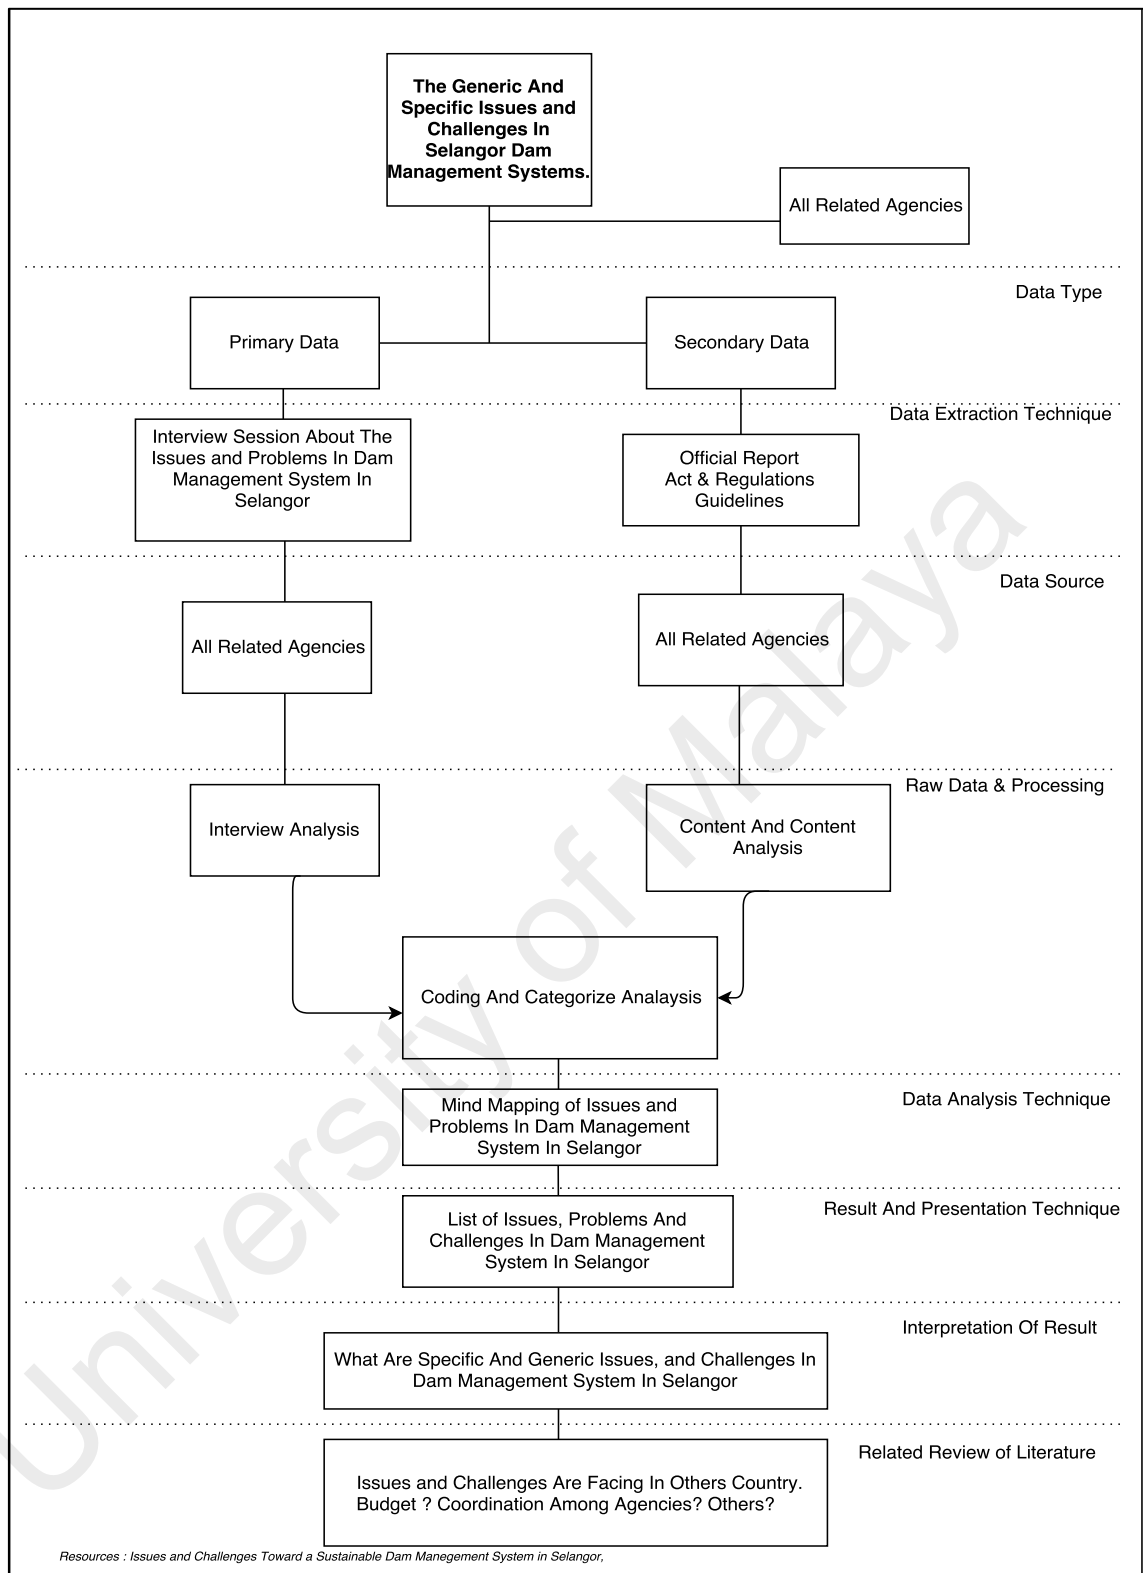 The Generic And
Specific Issues and
Challenges In
Selangor Dam
Management Systems.
All Related Agencies
Data Type
Primary Data
Secondary Data
Data Extraction Technique
Interview Session About The
Issues and Problems In Dam
Management System In
Selangor
Official Report
Act & Regulations
Guidelines
Data Source
All Related Agencies
All Related Agencies
Raw Data & Processing
Interview Analysis
Content And Content
Analysis
Coding And Categorize Analaysis
Data Analysis Technique
Mind Mapping of Issues and
Problems In Dam Management
System In Selangor
Result And Presentation Technique
List of Issues, Problems And
Challenges In Dam Management
System In Selangor
Interpretation Of Result
What Are Specific And Generic Issues, and Challenges In
Dam Management System In Selangor
Related Review of Literature
Issues and Challenges Are Facing In Others Country.
Budget ? Coordination Among Agencies? Others?
Resources : Issues and Challenges Toward a Sustainable Dam Manegement System in Selangor,
University of Malaya